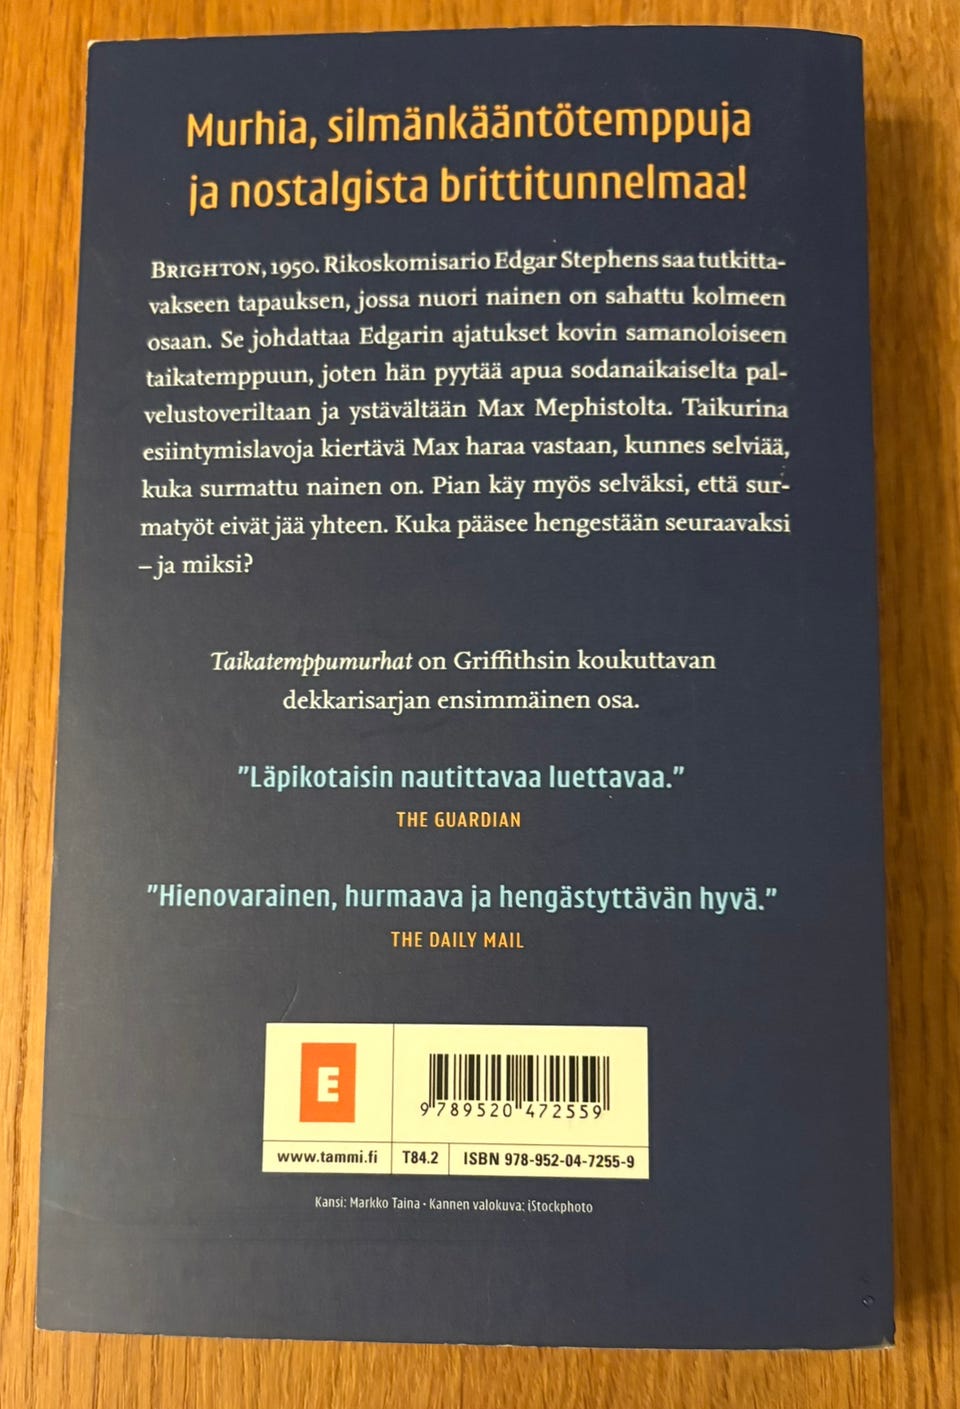 Murhia, silmänkääntötemppuja
ja nostalgista brittitunnelmaa!
BRIGHTON, 1950. Rikoskomisario Edgar Stephens saa tutkitta-
vakseen tapauksen, jossa nuori nainen on sahattu kolmeen
osaan. Se johdattaa Edgarin ajatukset kovin samanoloiseen
taikatemppuun, joten hän pyytää apua sodanaikaiselta pal-
velustoveriltaan ja ystävältään Max Mephistolta. Taikurina
esiintymislavoja kiertävä Max haraa vastaan, kunnes selviää,
kuka surmattu nainen on. Pian käy myös selväksi, että sur-
matyöt eivät jää yhteen. Kuka pääsee hengestään seuraavaksi
– ja miksi?
Taikatemppumurhat on Griffithsin koukuttavan
dekkarisarjan ensimmäinen osa.
”Läpikotaisin nautittavaa luettavaa.”
THE GUARDIAN
”Hienovarainen, hurmaava ja hengästyttävän hyvä.”
THE DAILY MAIL
E
9 789520 472559
www.tammi.fi T84.2 ISBN 978-952-04-7255-9
Kansi: Markko Taina · Kannen valokuva: iStockphoto